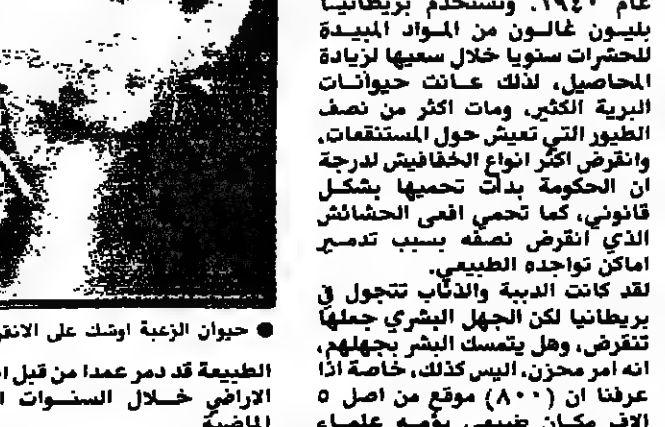 عام ١٩٤٠. وتستخدم بريطانيا
بليون غالون من المواد المبيدة
للحشرات سنويا خلال سعيها لزيادة
المحاصيل، لذلك عانت حيوانات
البرية الكثير، ومات اكثر من نصف
الطيور التي تعيش حول المستنقعات،
وانقرض اكثر انواع الخفافيش لدرجة
ان الحكومة بدأت تحميها بشكل
قانوني، كما تحمي افعى الحشائش
الذي انقرض نصفه بسبب تدمير
اماكن تواجده الطبيعي.
لقد كانت الدببة والذئاب تتجول في
بريطانيا لكن الجهل البشري جعلها
تنقرض، وهل يتمسك البشر بجهلهم،
انه امر محزن، اليس كذلك، خاصة اذا
عرفنا ان (٨٠٠) موقع من اصل ٥
الاف مكان طبيعي يؤمه علماء
● حيوان الزغبة اوشك على
الطبيعة قد دمر عمدا من قبل
الاراضي خلال السنوات
الماضية